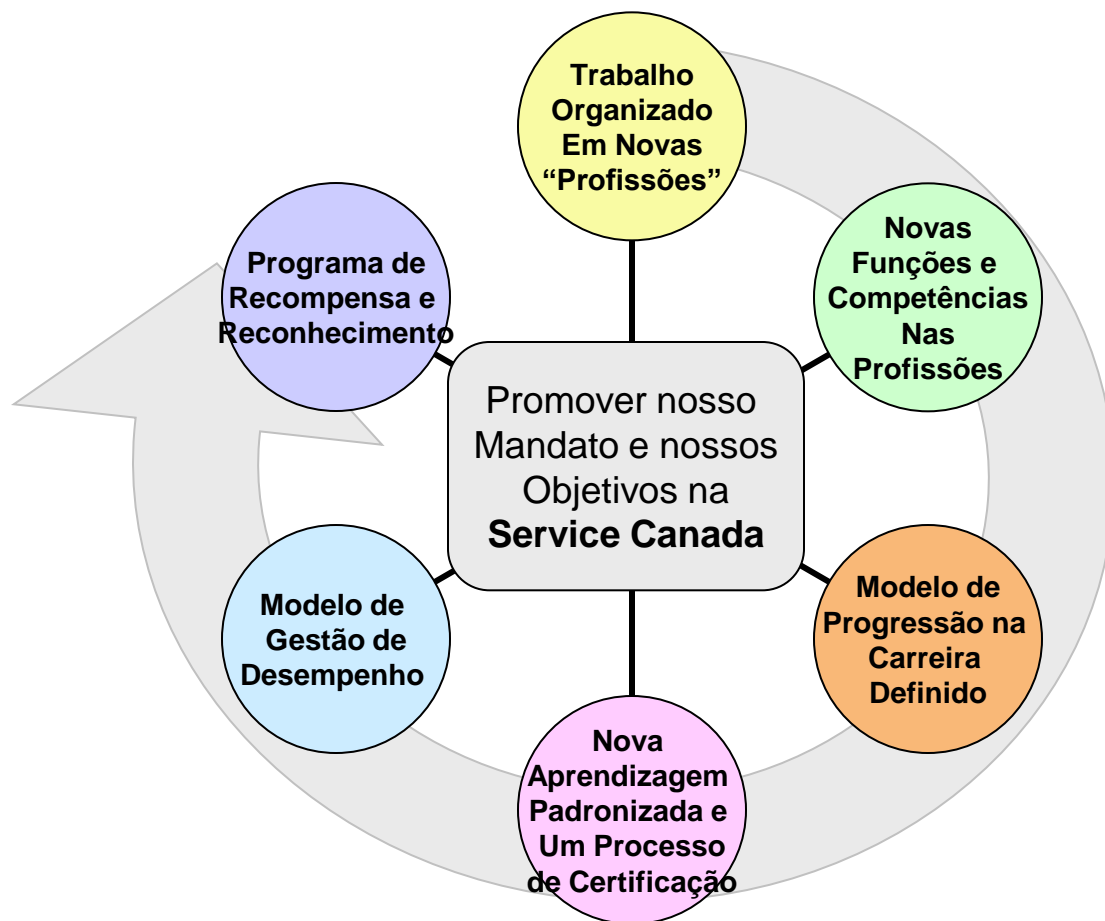 Trabalho
Organizado
Em Novas
“Profissões”
Novas
Funções e
Competências
Nas
Profissões
Modelo de
Progressão na
Carreira
Definido
Nova
Aprendizagem
Padronizada e
Um Processo
de Certificação
Modelo de
Gestão de
Desempenho
Programa de
Recompensa e
Reconhecimento
Promover nosso
Mandato e nossos
Objetivos na
Service Canada